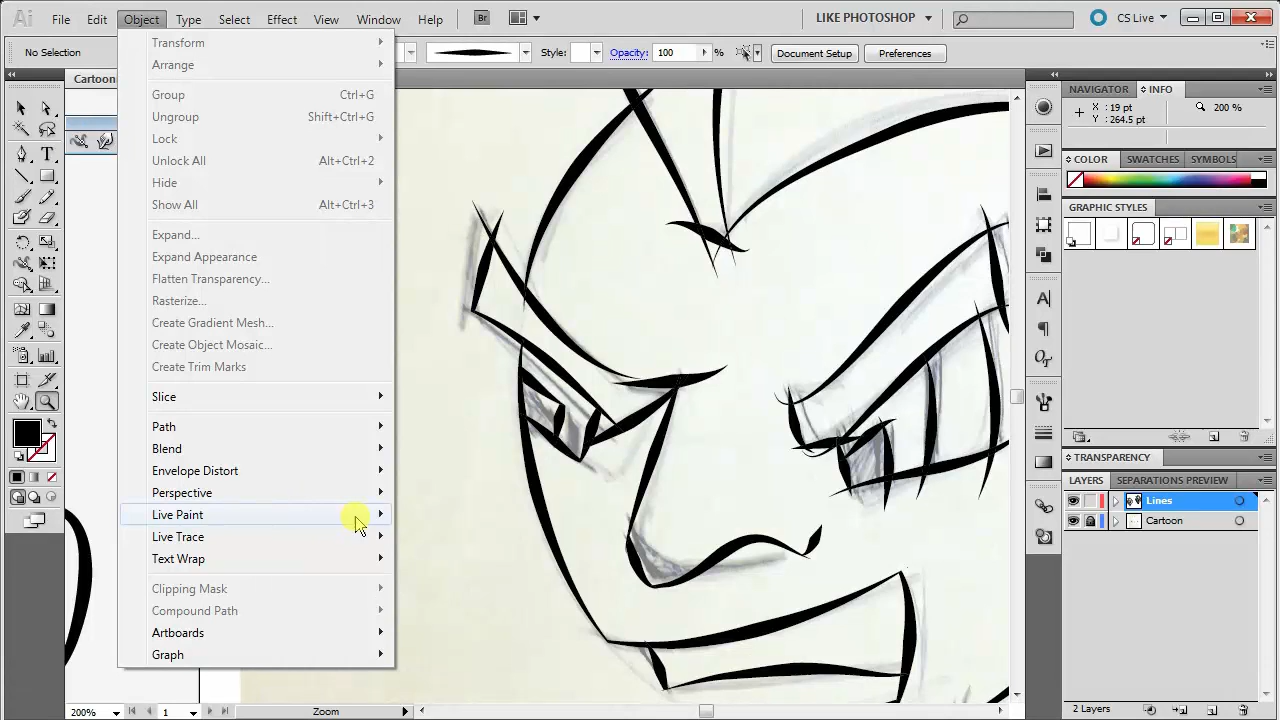 Ai File Edit Object Type Select Effect View Window Help Br LIKE PHOTOSHOP CS Live
No Selection Style: Opacity: 100 % Document Setup Preferences
Cartoon
Transform
Arrange
Group Ctrl+G
Ungroup Shift+Ctrl+G
Lock
Unlock All Alt+Ctrl+2
Hide
Show All Alt+Ctrl+3
Expand...
Expand Appearance
Flatten Transparency...
Rasterize...
Create Gradient Mesh...
Create Object Mosaic...
Create Trim Marks
Slice
Path
Blend
Envelope Distort
Perspective
Live Paint
Live Trace
Text Wrap
Clipping Mask
Compound Path
Artboards
Graph
NAVIGATOR INFO
X : 19 pt 200 %
Y : 264.5 pt
COLOR SWATCHES SYMBOLS
GRAPHIC STYLES
TRANSPARENCY
LAYERS SEPARATIONS PREVIEW
Lines
Cartoon
2 Layers
200% 1 Zoom